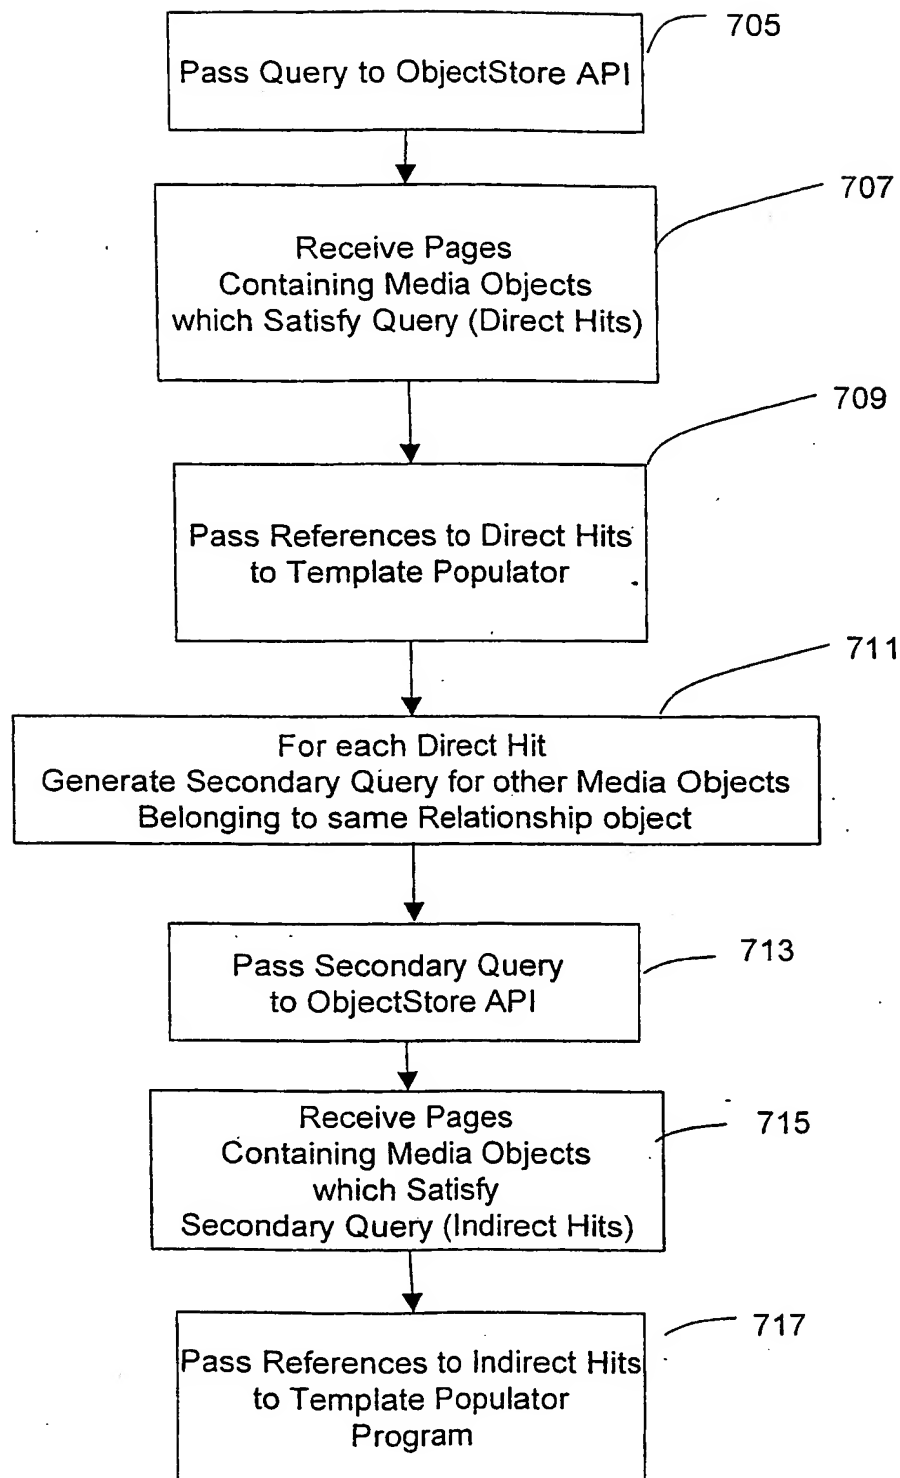 705
Pass Query to ObjectStore API
707
Receive Pages
Containing Media Objects
which Satisfy Query (Direct Hits)
709
Pass References to Direct Hits
to Template Populator
711
For each Direct Hit
Generate Secondary Query for other Media Objects
Belonging to same Relationship object
713
Pass Secondary Query
to ObjectStore API
715
Receive Pages
Containing Media Objects
which Satisfy
Secondary Query (Indirect Hits)
717
Pass References to Indirect Hits
to Template Populator
Program